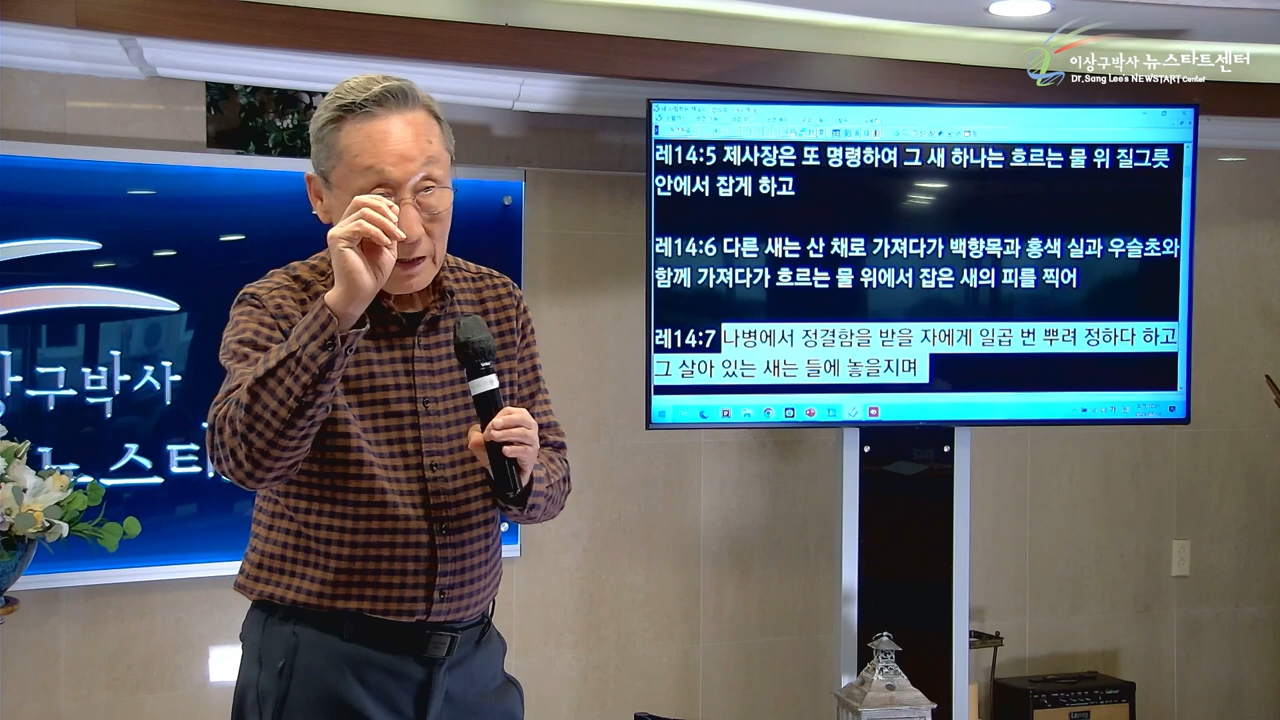 이상구박사 뉴스타트센터
Dr. Sang Lee's NEWSTART Center
레14:5 제사장은 또 명령하여 그 새 하나는 흐르는 물 위 질그릇
안에서 잡게 하고
레14:6 다른 새는 산 채로 가져다가 백향목과 홍색 실과 우슬초와
함께 가져다가 흐르는 물 위에서 잡은 새의 피를 찍어
레14:7 나병에서 정결함을 받을 자에게 일곱 번 뿌려 정하다 하고
그 살아 있는 새는 들에 놓을지며
상구박사
뉴 스타
Laney